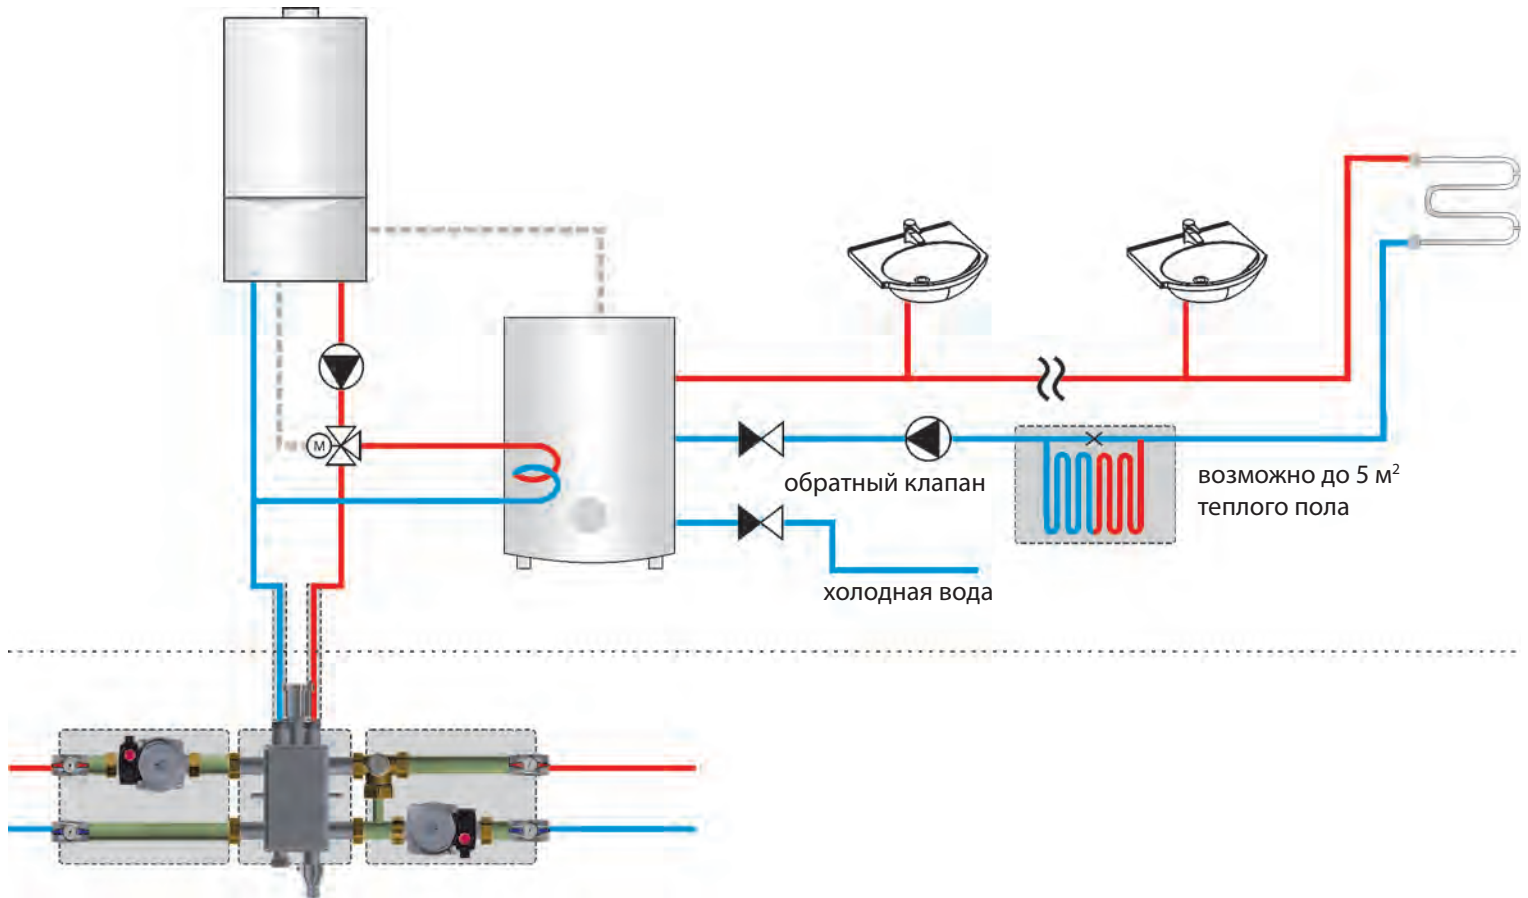 M
обратный клапан
возможно до 5 м²
теплого пола
холодная вода